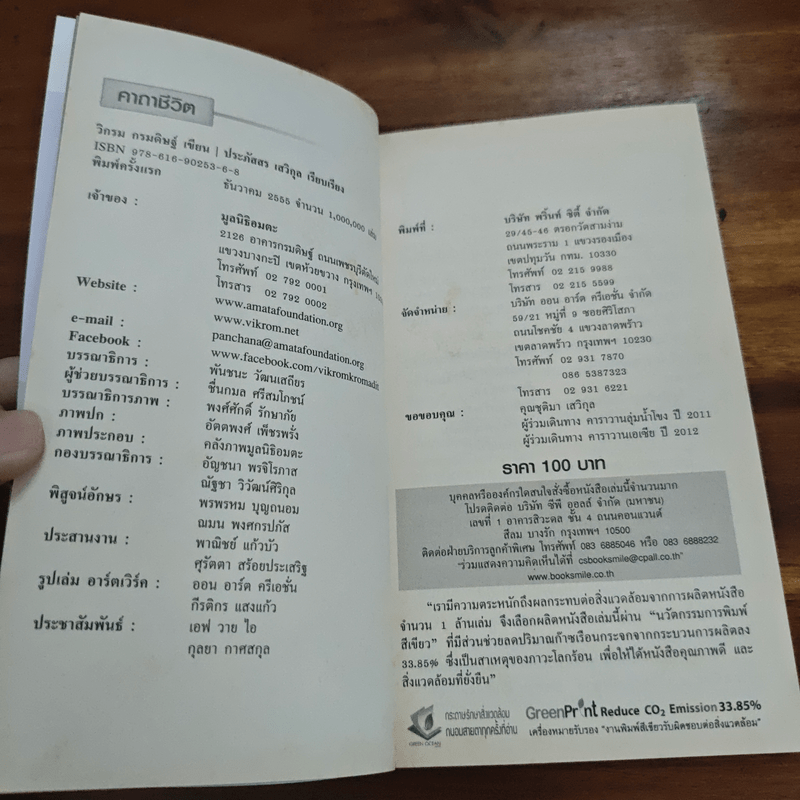 คาถาชีวิต
วิกรม กรมดิษฐ์ เขียน | ประภัสสร เสวิกุล เรียบเรียง
ISBN 978-616-90253-6-8
พิมพ์ครั้งแรก ธันวาคม 2555 จำนวน 1,000,000 เล่ม
เจ้าของ : มูลนิธิอมตะ
2126 อาคารกรมดิษฐ์ ถนนเพชรบุรีตัดใหม่
แขวงบางกะปิ เขตห้วยขวาง กรุงเทพฯ
โทรศัพท์ 02 792 0001
โทรสาร 02 792 0002
Website : www.amatafoundation.org
www.vikrom.net
e-mail : panchana@amatafoundation.org
Facebook : www.facebook.com/vikromkromadit
บรรณาธิการ : พันชนะ วัฒนเสถียร
ผู้ช่วยบรรณาธิการ : ชื่นกมล ศรีสมโภชน์
บรรณาธิการภาพ : พงศ์ศักดิ์ รักษาภัย
ภาพปก : อัตตพงศ์ เพ็ชรพรั่ง
ภาพประกอบ : คลังภาพมูลนิธิอมตะ
กองบรรณาธิการ : อัญชนา พรจิโรภาส
ณัฐชา วิวัฒน์ศิริกุล
พิสูจน์อักษร : พรพรหม บุญถนอม
ณมน พงศกรปภัส
ประสานงาน : พาณิชย์ แก้วบัว
ศุรัตตา สร้อยประเสริฐ
รูปเล่ม อาร์ตเวิร์ค : ออน อาร์ต ครีเอชั่น
กีรติกร แสงแก้ว
ประชาสัมพันธ์ : เอฟ วาย ไอ
กุลยา กาศสกุล
พิมพ์ที่ : บริษัท พริ้นท์ ซิตี้ จำกัด
29/45-46 ตรอกวัดสามง่าม
ถนนพระราม 1 แขวงรองเมือง
เขตปทุมวัน กทม. 10330
โทรศัพท์ 02 215 9988
โทรสาร 02 215 5599
จัดจำหน่าย : บริษัท ออน อาร์ต ครีเอชั่น จำกัด
59/21 หมู่ที่ 9 ซอยศิริโสภา
ถนนโชคชัย 4 แขวงลาดพร้าว
เขตลาดพร้าว กรุงเทพฯ 10230
โทรศัพท์ 02 931 7870
086 5387323
โทรสาร 02 931 6221
ขอขอบคุณ : คุณชุติมา เสวิกุล
ผู้ร่วมเดินทาง คาราวานลุ่มน้ำโขง ปี 2011
ผู้ร่วมเดินทาง คาราวานเอเซีย ปี 2012
ราคา 100 บาท
บุคคลหรือองค์กรใดสนใจสั่งซื้อหนังสือเล่มนี้จำนวนมาก
โปรดติดต่อ บริษัท ซีพี ออลล์ จำกัด (มหาชน)
เลขที่ 1 อาคารสิวะดล ชั้น 4 ถนนคอนแวนต์
สีลม บางรัก กรุงเทพฯ 10500
ติดต่อฝ่ายบริการลูกค้าพิเศษ โทรศัพท์ 083 6885046 หรือ 083 6888232
"ร่วมแสดงความคิดเห็นได้ที่ csbooksmile@cpall.co.th"
www.booksmile.co.th
"เรามีความตระหนักถึงผลกระทบต่อสิ่งแวดล้อมจากการผลิตหนังสือ
จำนวน 1 ล้านเล่ม จึงเลือกผลิตหนังสือเล่มนี้ผ่าน "นวัตกรรมการพิมพ์
สีเขียว" ที่มีส่วนช่วยลดปริมาณก๊าซเรือนกระจกจากกระบวนการผลิตลง
33.85% ซึ่งเป็นสาเหตุของภาวะโลกร้อน เพื่อให้ได้หนังสือคุณภาพดี และ
สิ่งแวดล้อมที่ยั่งยืน"
กระดาษรักษาสิ่งแวดล้อม
ถนอมสายตาทุกครั้งที่อ่าน
GREEN OCEAN
GreenPrint Reduce CO₂ Emission 33.85%
เครื่องหมายรับรอง "งานพิมพ์สีเขียวรับผิดชอบต่อสิ่งแวดล้อม"